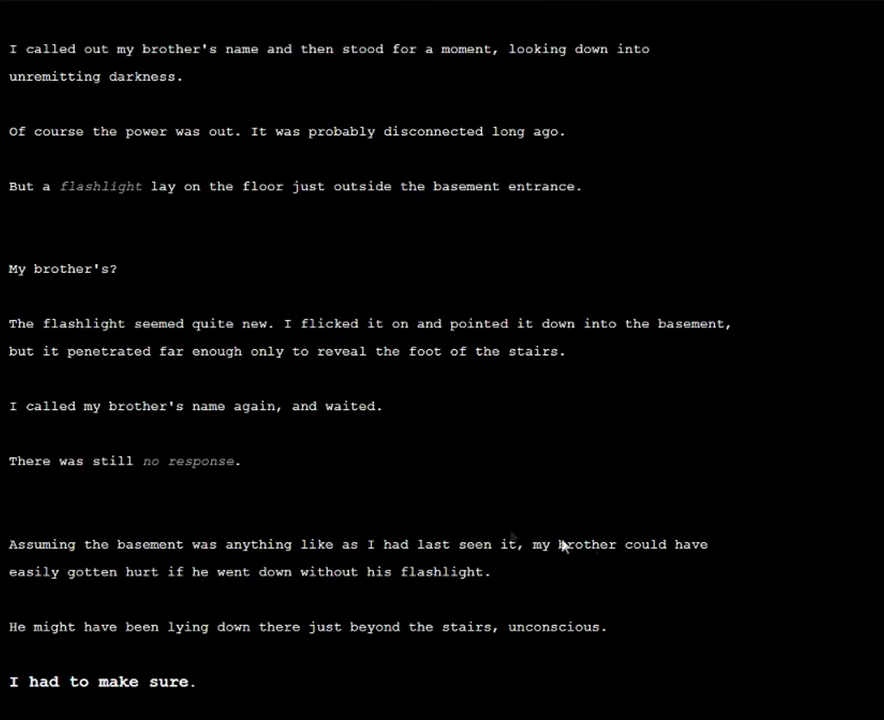 I called out my brother's name and then stood for a moment, looking down into
unremitting darkness.
Of course the power was out. It was probably disconnected long ago.
But a flashlight lay on the floor just outside the basement entrance.
My brother's?
The flashlight seemed quite new. I flicked it on and pointed it down into the basement,
but it penetrated far enough only to reveal the foot of the stairs.
I called my brother's name again, and waited.
There was still no response.
Assuming the basement was anything like as I had last seen it, my brother could have
easily gotten hurt if he went down without his flashlight.
He might have been lying down there just beyond the stairs, unconscious.
I had to make sure.